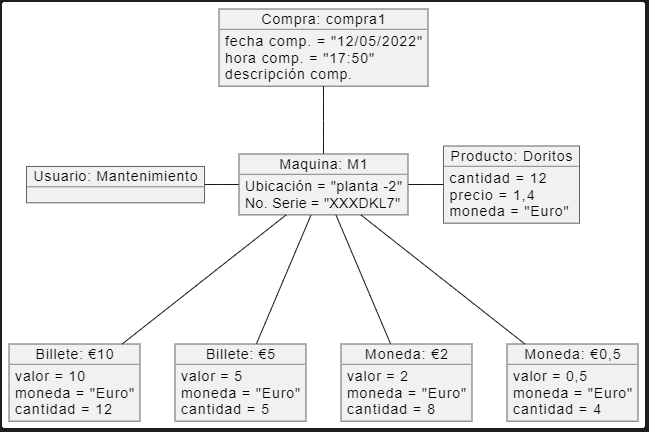 Compra: compra1
fecha comp. = "12/05/2022"
hora comp. = "17:50"
descripción comp.
Usuario: Mantenimiento
Maquina: M1
Ubicación = "planta -2"
No. Serie = "XXXDKL7"
Producto: Doritos
cantidad = 12
precio = 1,4
moneda = "Euro"
Billete: €10
valor = 10
moneda = "Euro"
cantidad = 12
Billete: €5
valor = 5
moneda = "Euro"
cantidad = 5
Moneda: €2
valor = 2
moneda = "Euro"
cantidad = 8
Moneda: €0,5
valor = 0,5
moneda = "Euro"
cantidad = 4